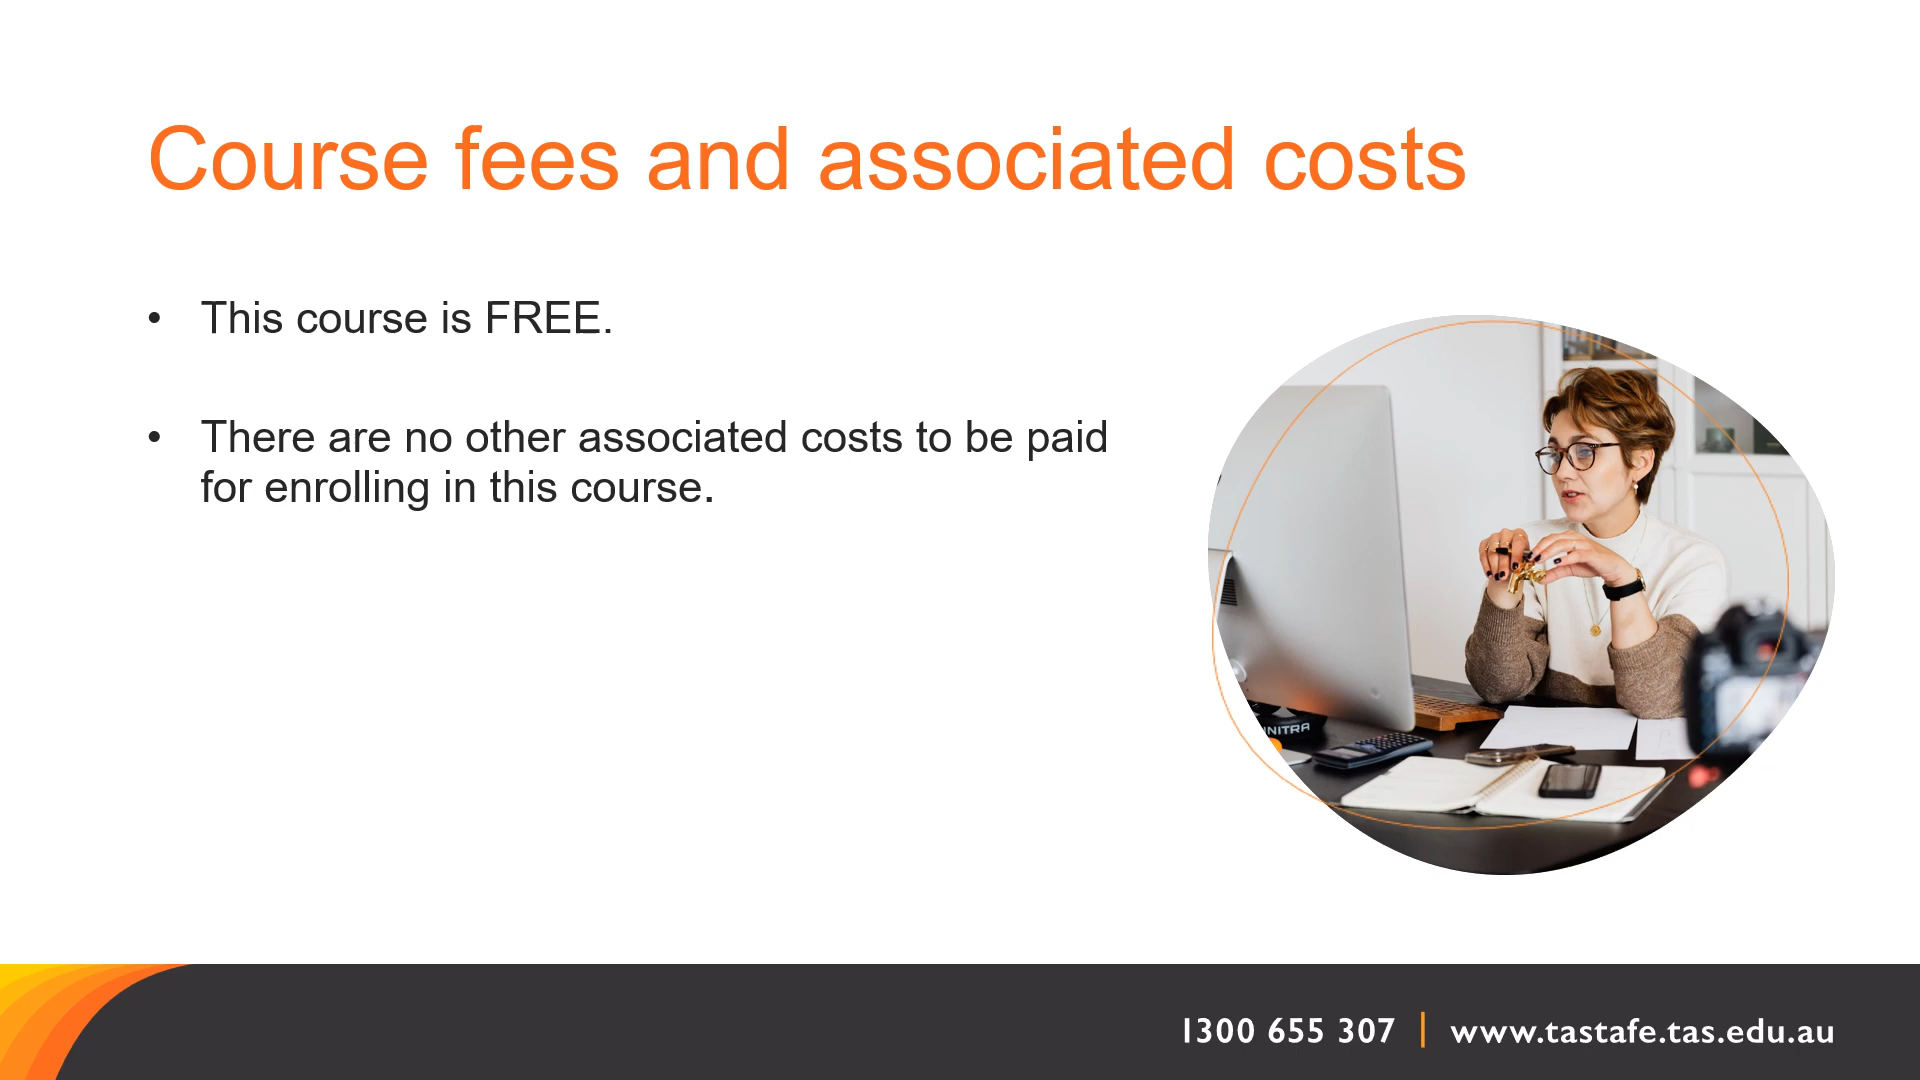 Course fees and associated costs
• This course is FREE.
• There are no other associated costs to be paid
for enrolling in this course.
NITRA
1300 655 307 | www.tastafe.tas.edu.au